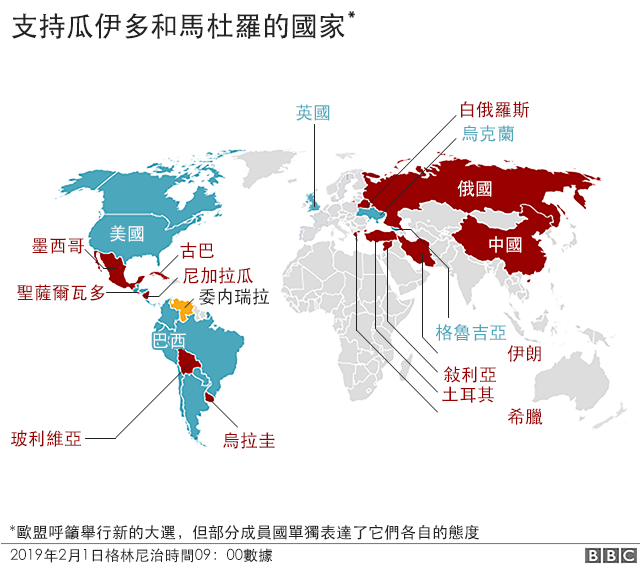 支持瓜伊多和馬杜羅的國家*
英國
白俄羅斯
烏克蘭
俄國
美國
中國
墨西哥
古巴
尼加拉瓜
聖薩爾瓦多
委內瑞拉
巴西
格魯吉亞
伊朗
敍利亞
土耳其
希臘
玻利維亞
烏拉圭
*歐盟呼籲舉行新的大選，但部分成員國單獨表達了它們各自的態度
2019年2月1日格林尼治時間09：00數據
BBC